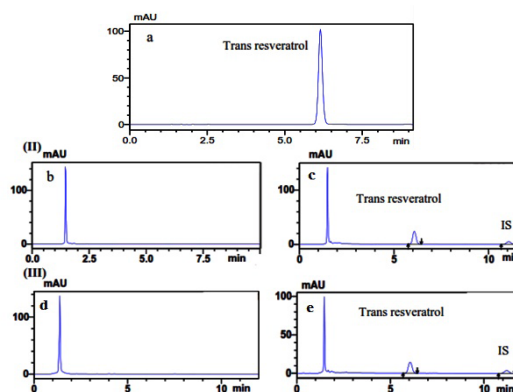 mAU
a
Trans resveratrol
100
50
0
0.0 2.5 5.0 7.5 min
(II)
mAU
b
100
0.0 2.5 5.0 7.5 min
mAU
c
Trans resveratrol
IS
100
0
0 5 10 mi
(III)
mAU
d
100
0
0 5 10 min
mAU
e
Trans resveratrol
IS
100
50
0
0 5 10 m